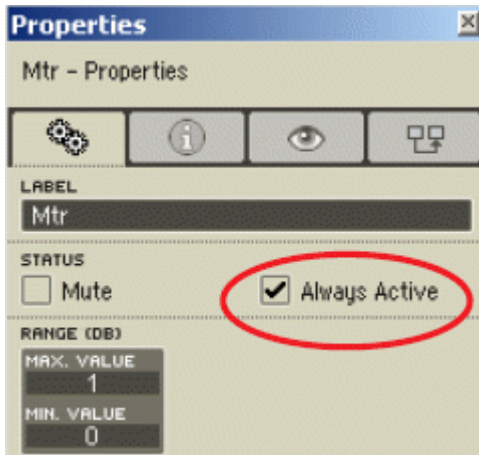 Properties
Mtr - Properties
LABEL
Mtr
STATUS
Mute Always Active
RANGE (DB)
MAX. VALUE
1
MIN. VALUE
0